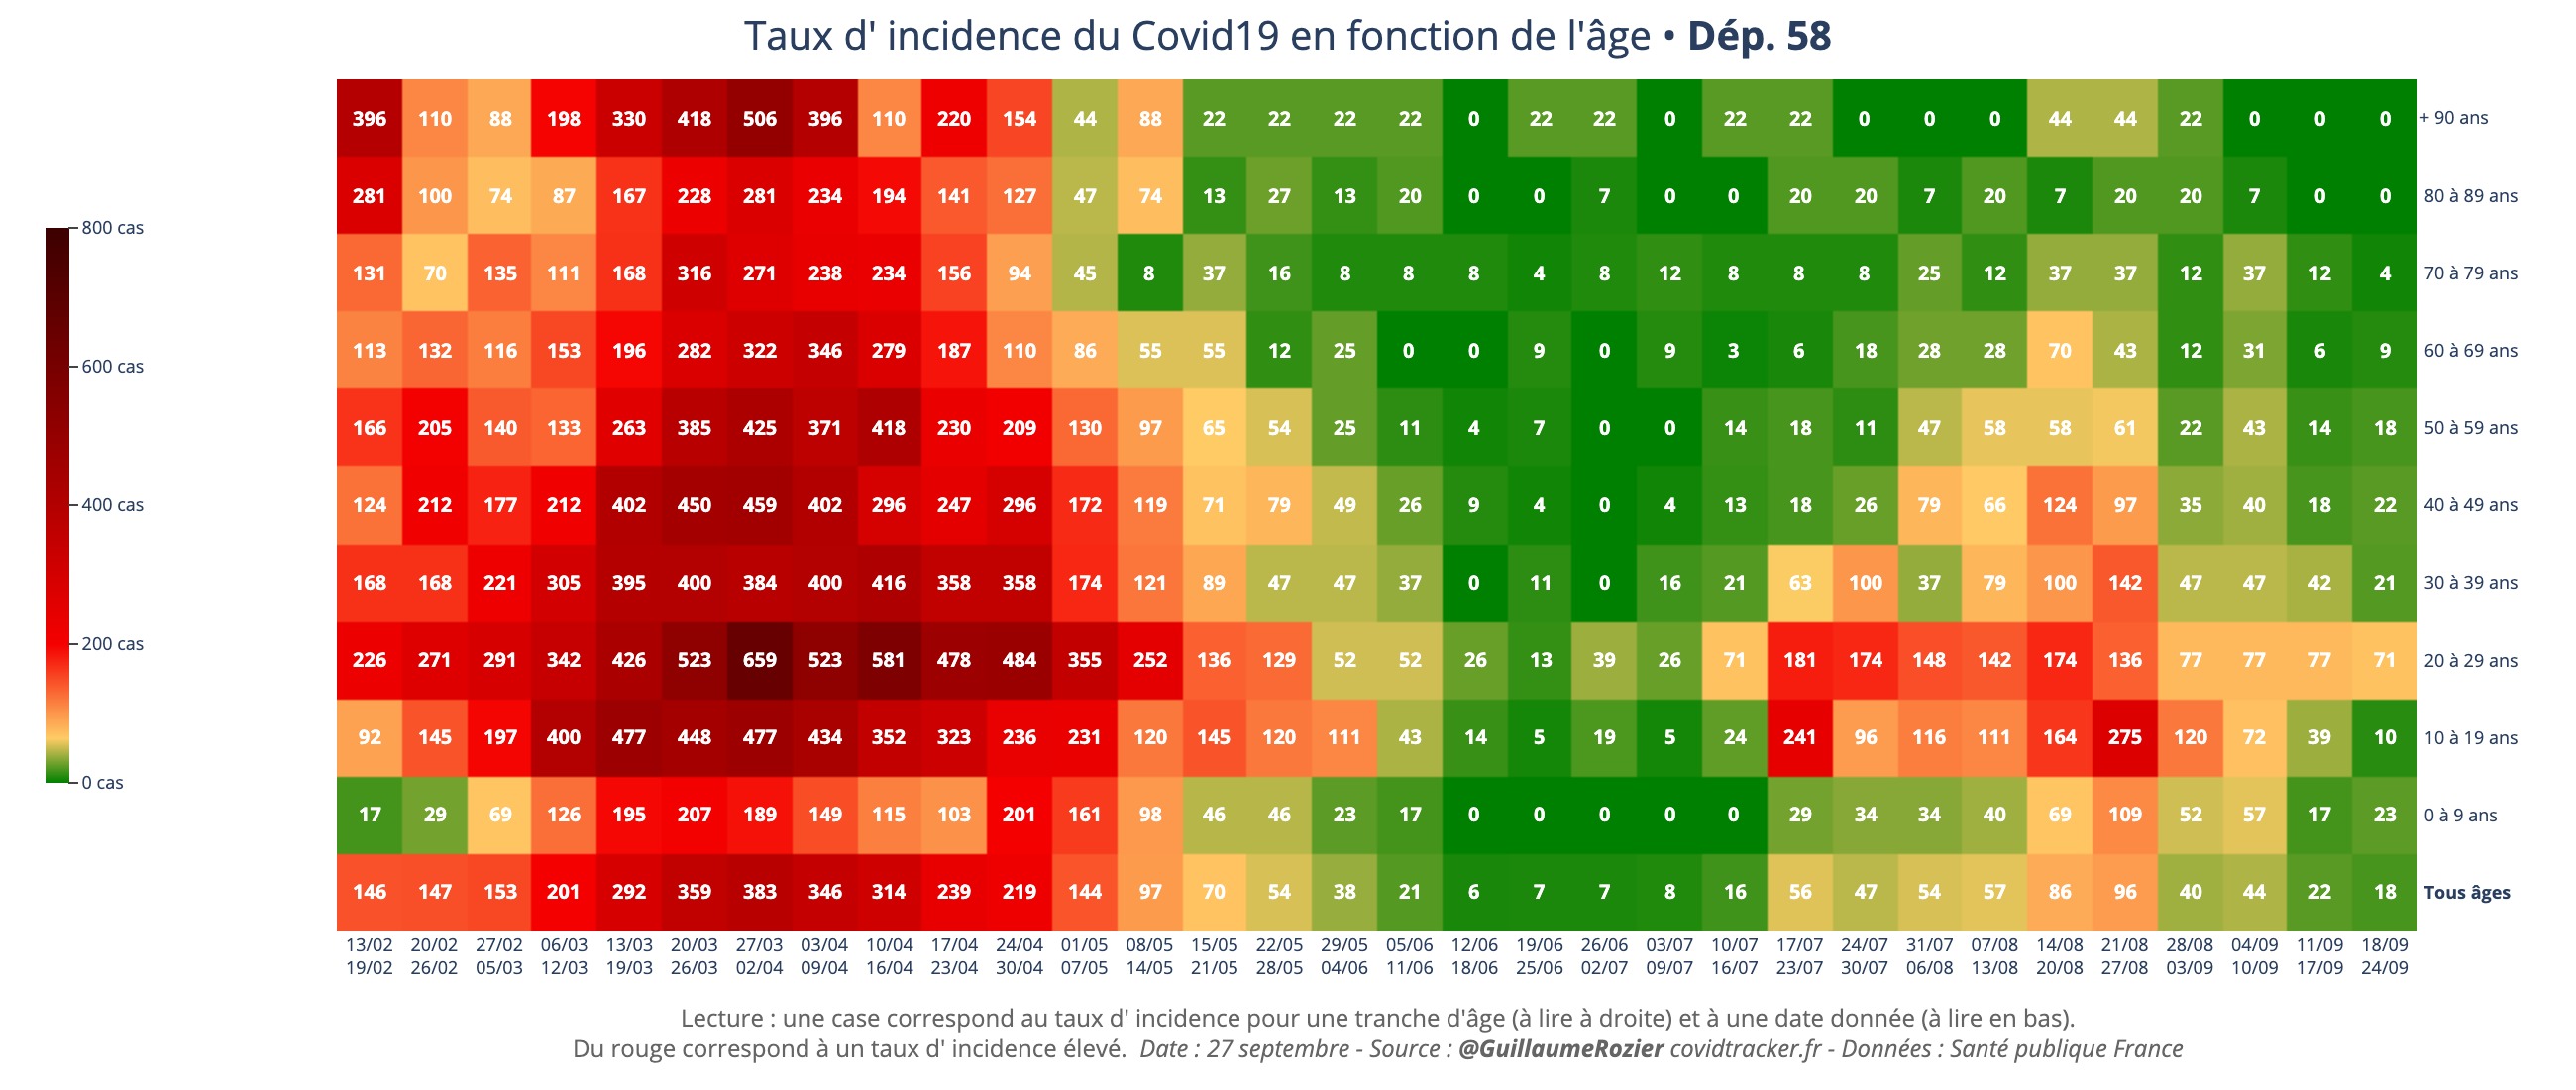 Taux d' incidence du Covid19 en fonction de l'âge • Dép. 58
800 cas
600 cas
400 cas
200 cas
0 cas
396 110 88 198 330 418 506 396 110 220 154 44 88 22 22 22 22 0 22 22 0 22 22 0 0 0 44 44 22 0 0 0 + 90 ans
281 100 74 87 167 228 281 234 194 141 127 47 74 13 27 13 20 0 0 7 0 0 20 20 7 20 7 20 20 7 0 0 80 à 89 ans
131 70 135 111 168 316 271 238 234 156 94 45 8 37 16 8 8 8 4 8 12 8 8 8 25 12 37 37 12 37 12 4 70 à 79 ans
113 132 116 153 196 282 322 346 279 187 110 86 55 55 12 25 0 0 9 0 9 3 6 18 28 28 70 43 12 31 6 9 60 à 69 ans
166 205 140 133 263 385 425 371 418 230 209 130 97 65 54 25 11 4 7 0 0 14 18 11 47 58 58 61 22 43 14 18 50 à 59 ans
124 212 177 212 402 450 459 402 296 247 296 172 119 71 79 49 26 9 4 0 4 13 18 26 79 66 124 97 35 40 18 22 40 à 49 ans
168 168 221 305 395 400 384 400 416 358 358 174 121 89 47 47 37 0 11 0 16 21 63 100 37 79 100 142 47 47 42 21 30 à 39 ans
226 271 291 342 426 523 659 523 581 478 484 355 252 136 129 52 52 26 13 39 26 71 181 174 148 142 174 136 77 77 77 71 20 à 29 ans
92 145 197 400 477 448 477 434 352 323 236 231 120 145 120 111 43 14 5 19 5 24 241 96 116 111 164 275 120 72 39 10 10 à 19 ans
17 29 69 126 195 207 189 149 115 103 201 161 98 46 46 23 17 0 0 0 0 0 29 34 34 40 69 109 52 57 17 23 0 à 9 ans
146 147 153 201 292 359 383 346 314 239 219 144 97 70 54 38 21 6 7 7 8 16 56 47 54 57 86 96 40 44 22 18 Tous âges
13/02 20/02 27/02 06/03 13/03 20/03 27/03 03/04 10/04 17/04 24/04 01/05 08/05 15/05 22/05 29/05 05/06 12/06 19/06 26/06 03/07 10/07 17/07 24/07 31/07 07/08 14/08 21/08 28/08 04/09 11/09 18/09
19/02 26/02 05/03 12/03 19/03 26/03 02/04 09/04 16/04 23/04 30/04 07/05 14/05 21/05 28/05 04/06 11/06 18/06 25/06 02/07 09/07 16/07 23/07 30/07 06/08 13/08 20/08 27/08 03/09 10/09 17/09 24/09
Lecture : une case correspond au taux d' incidence pour une tranche d'âge (à lire à droite) et à une date donnée (à lire en bas).
Du rouge correspond à un taux d' incidence élevé. Date : 27 septembre - Source : @GuillaumeRozier covidtracker.fr - Données : Santé publique France